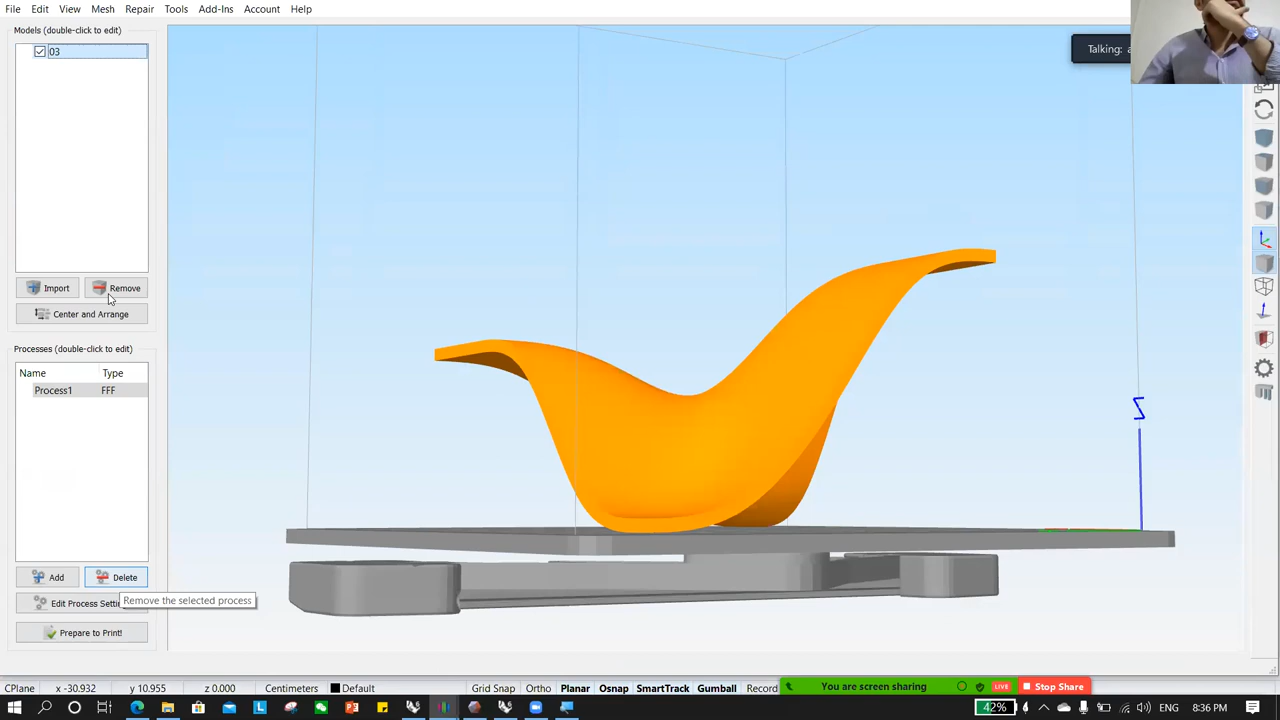 File Edit View Mesh Repair Tools Add-Ins Account Help
Models (double-click to edit)
03
Talking: a
Import Remove
Center and Arrange
Processes (double-click to edit)
Name Type
Process1 FFF
Z
Add Delete
Edit Process Setti
Remove the selected process
Prepare to Print!
CPlane x -30.932 y 10.955 z 0.000 Centimeters Default Grid Snap Ortho Planar Osnap SmartTrack Gumball Record
You are screen sharing LIVE Stop Share
42% ENG 8:36 PM